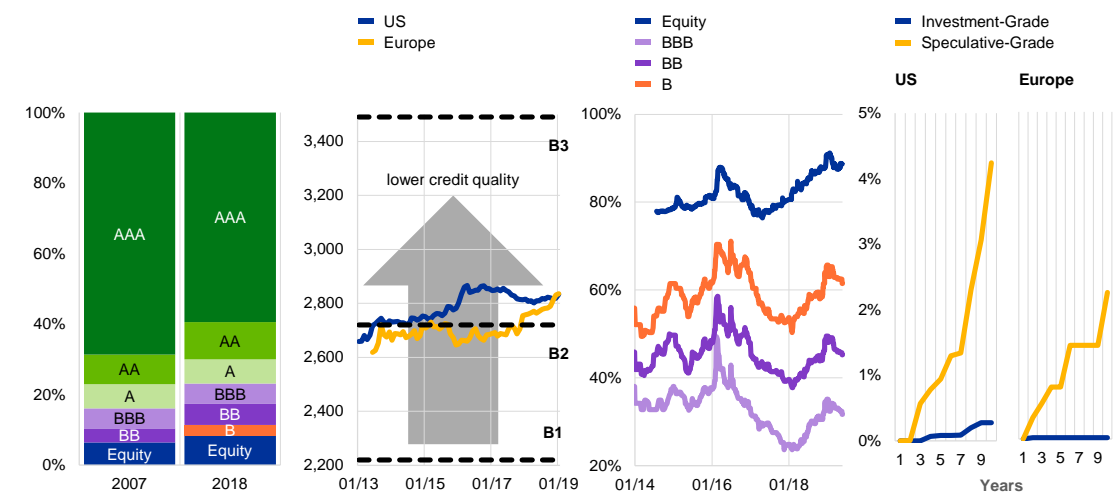 US
Europe
Equity
BBB
BB
B
Investment-Grade
Speculative-Grade
US
Europe
100%
80%
60%
40%
20%
0%
AAA
AA
A
BBB
BB
Equity
AAA
AA
A
BBB
BB
B
Equity
2007
2018
3,400
3,200
3,000
2,800
2,600
2,400
2,200
B3
lower credit quality
B2
B1
01/13
01/15
01/17
01/19
100%
80%
60%
40%
20%
01/14
01/16
01/18
5%
4%
3%
2%
1%
0%
1 3 5 7 9
1 3 5 7 9
Years